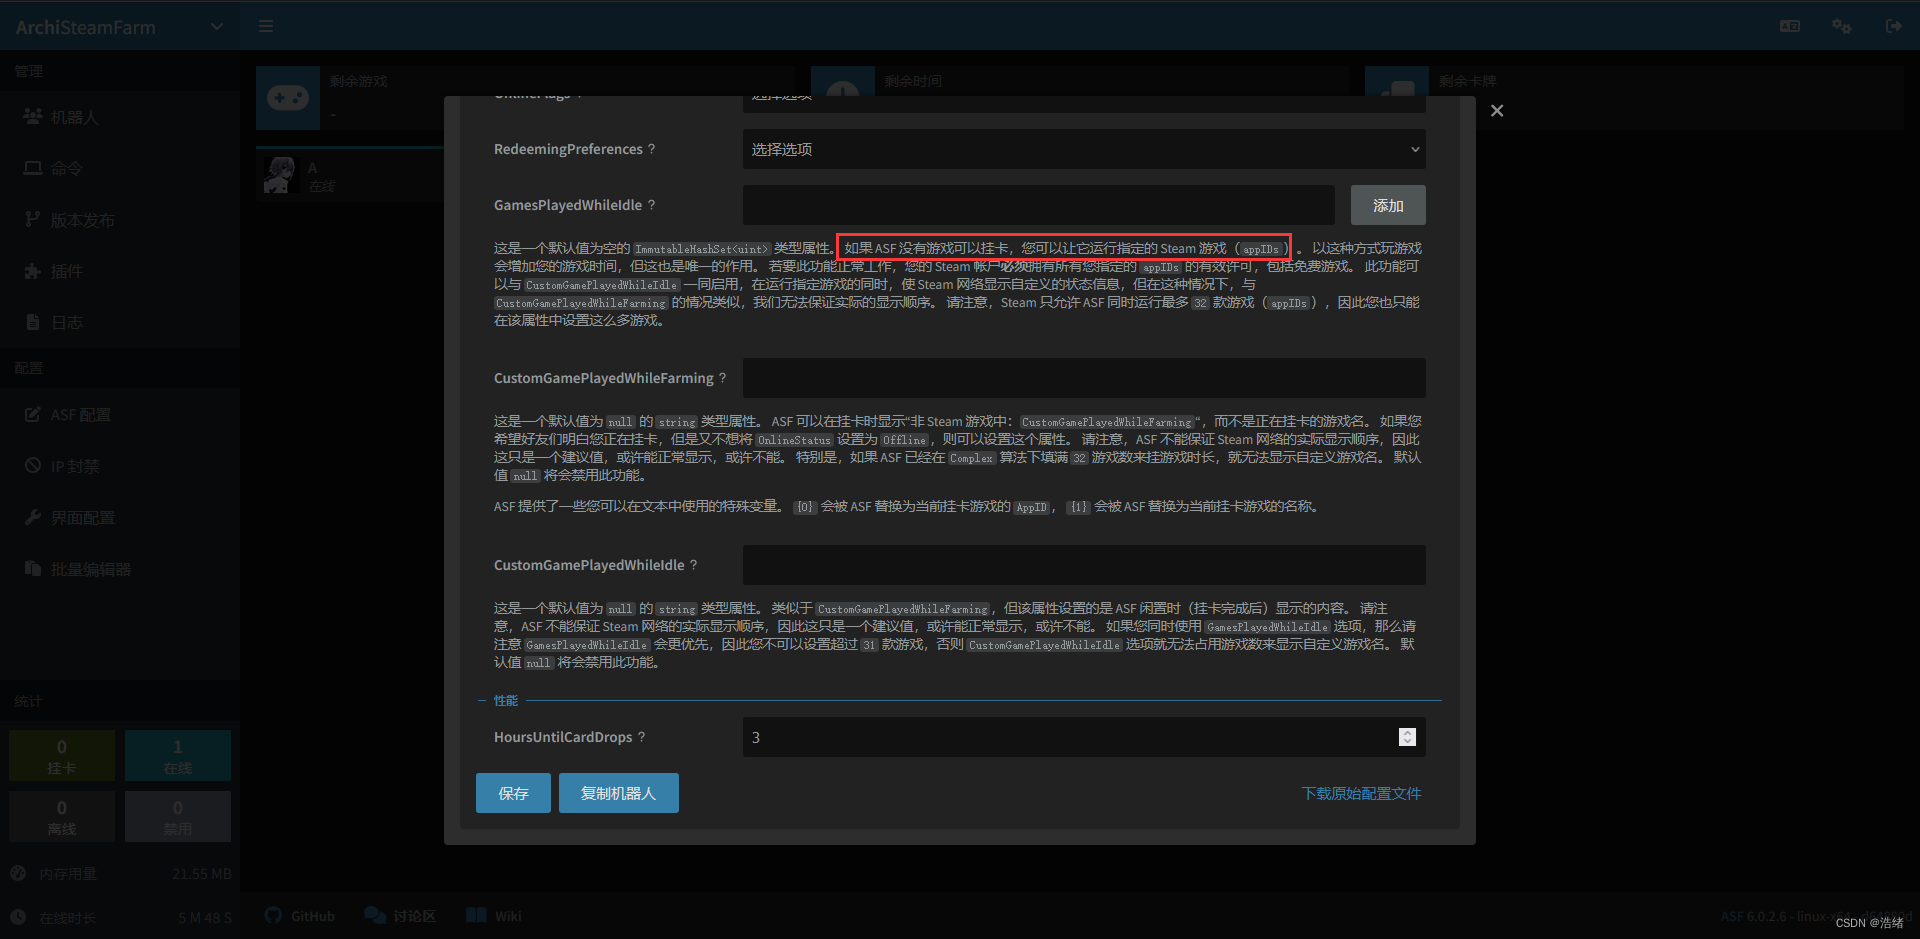 ArchiSteamFarm
管理
机器人
命令
版本发布
插件
日志
配置
ASF 配置
IP 封禁
界面配置
批量编辑器
统计
0
挂卡
1
在线
0
离线
0
禁用
内存用量 21.55 MB
在线时长 5 M 48 S
剩余游戏
-
剩余时间
剩余卡牌
A
在线
OnlineFlags ?
选择选项
RedeemingPreferences ?
选择选项
GamesPlayedWhileIdle ?
添加
这是一个默认值为空的 ImmutableHashSet<uint> 类型属性。 如果 ASF 没有游戏可以挂卡，您可以让它运行指定的 Steam 游戏（appIDs）。 以这种方式玩游戏
会增加您的游戏时间，但这也是唯一的作用。 若要此功能正常工作，您的 Steam 帐户必须拥有所有您指定的 appIDs 的有效许可，包括免费游戏。 此功能可
以与 CustomGamePlayedWhileIdle 一同启用，在运行指定游戏的同时，使 Steam 网络显示自定义的状态信息，但在这种情况下，与
CustomGamePlayedWhileFarming 的情况类似，我们无法保证实际的显示顺序。 请注意，Steam 只允许 ASF 同时运行最多 32 款游戏（appIDs），因此您也只能
在该属性中设置这么多游戏。
CustomGamePlayedWhileFarming ?
这是一个默认值为 null 的 string 类型属性。 ASF 可以在挂卡时显示“非 Steam 游戏中：CustomGamePlayedWhileFarming“，而不是正在挂卡的游戏名。 如果您
希望好友们明白您正在挂卡，但是又不想将 OnlineStatus 设置为 Offline，则可以设置这个属性。 请注意，ASF 不能保证 Steam 网络的实际显示顺序，因此
这只是一个建议值，或许能正常显示，或许不能。 特别是，如果 ASF 已经在 Complex 算法下填满 32 游戏数来挂游戏时长，就无法显示自定义游戏名。 默认
值 null 将会禁用此功能。
ASF 提供了一些您可以在文本中使用的特殊变量。 {0} 会被 ASF 替换为当前挂卡游戏的 AppID， {1} 会被 ASF 替换为当前挂卡游戏的名称。
CustomGamePlayedWhileIdle ?
这是一个默认值为 null 的 string 类型属性。 类似于 CustomGamePlayedWhileFarming，但该属性设置的是 ASF 闲置时（挂卡完成后）显示的内容。 请注
意，ASF 不能保证 Steam 网络的实际显示顺序，因此这只是一个建议值，或许能正常显示，或许不能。 如果您同时使用 GamesPlayedWhileIdle 选项，那么请
注意 GamesPlayedWhileIdle 会更优先，因此您不可以设置超过 31 款游戏，否则 CustomGamePlayedWhileIdle 选项就无法占用游戏数来显示自定义游戏名。 默
认值 null 将会禁用此功能。
性能
HoursUntilCardDrops ?
3
保存
复制机器人
下载原始配置文件
GitHub
讨论区
Wiki
ASF 6.0.2.6 - linux-x64
CSDN @浩绪